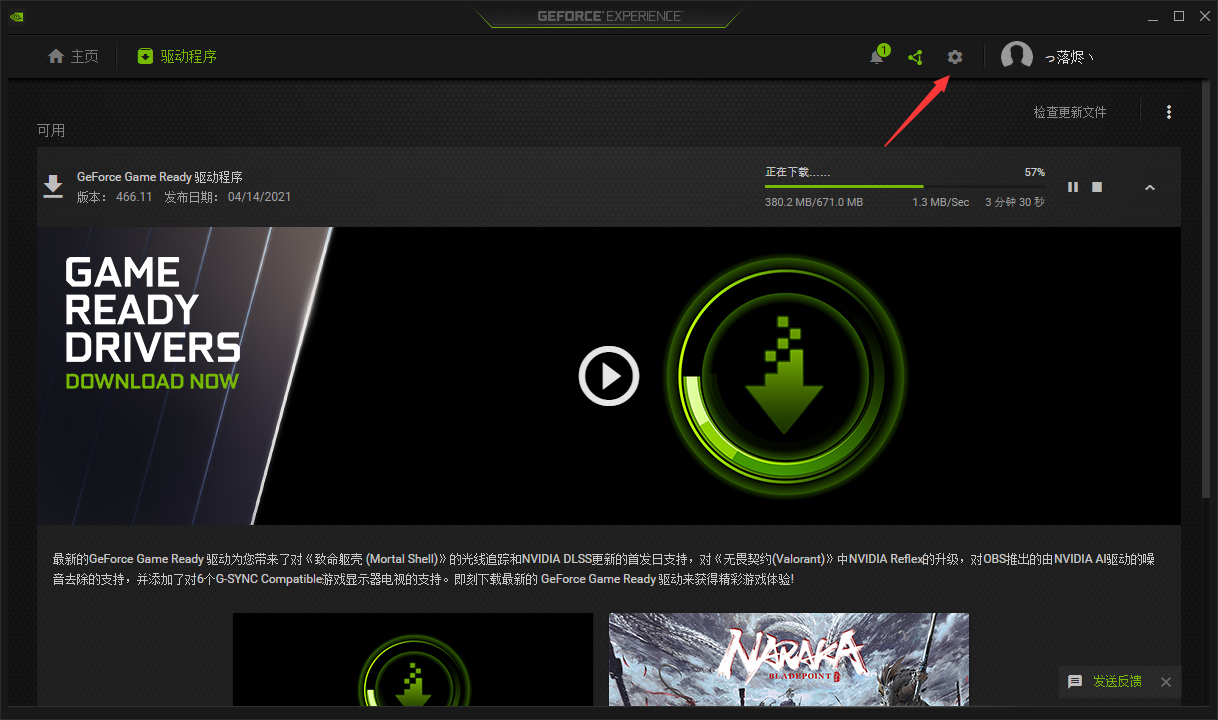 GEFORCE® EXPERIENCE™
主页
驱动程序
1
っ落烬ヽ
检查更新文件
可用
GeForce Game Ready 驱动程序
版本： 466.11 发布日期： 04/14/2021
正在下载...... 57%
380.2 MB/671.0 MB 1.3 MB/Sec 3 分钟 30 秒
GAME
READY
DRIVERS
DOWNLOAD NOW
最新的GeForce Game Ready 驱动为您带来了对《致命躯壳 (Mortal Shell)》的光线追踪和NVIDIA DLSS更新的首发日支持，对《无畏契约(Valorant)》中NVIDIA Reflex的升级，对OBS推出的由NVIDIA AI驱动的噪
音去除的支持，并添加了对6个G-SYNC Compatible游戏显示器电视的支持。即刻下载最新的 GeForce Game Ready 驱动来获得精彩游戏体验!
NARAKA
BLADEPOINT
发送反馈